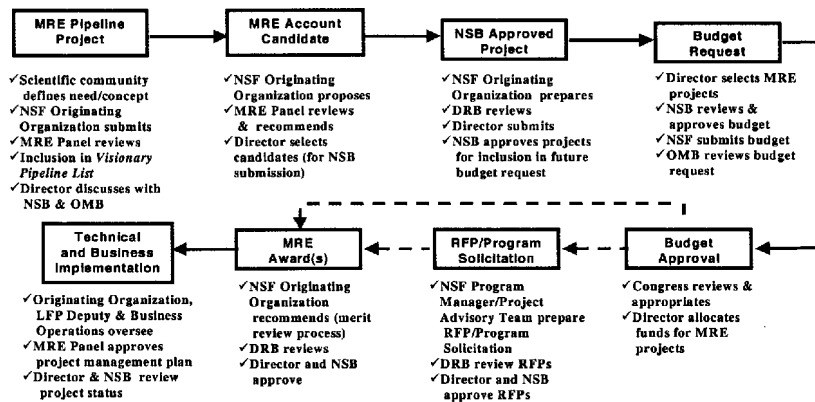 MRE Pipeline
Project
✓Scientific community
defines need/concept
✓NSF Originating
Organization submits
✓MRE Panel reviews
✓Inclusion in Visionary
Pipeline List
✓Director discusses with
NSB & OMB
MRE Account
Candidate
✓NSF Originating
Organization proposes
✓MRE Panel reviews
& recommends
✓Director selects
candidates (for NSB
submission)
NSB Approved
Project
✓NSF Originating
Organization prepares
✓DRB reviews
✓Director submits
✓NSB approves projects
for inclusion in future
budget request
Budget
Request
✓Director selects MRE
projects
✓NSB reviews &
approves budget
✓NSF submits budget
✓OMB reviews budget
request
Technical
and Business
Implementation
✓Originating Organization,
LFP Deputy & Business
Operations oversee
✓MRE Panel approves
project management plan
✓Director & NSB review
project status
MRE
Award(s)
✓NSF Originating
Organization
recommends (merit
review process)
✓DRB reviews
✓Director and NSB
approve
RFP/Program
Solicitation
✓NSF Program
Manager/Project
Advisory Team prepare
RFP/Program
Solicitation
✓DRB review RFPs
✓Director and NSB
approve RFPs
Budget
Approval
✓Congress reviews &
appropriates
✓Director allocates
funds for MRE
projects